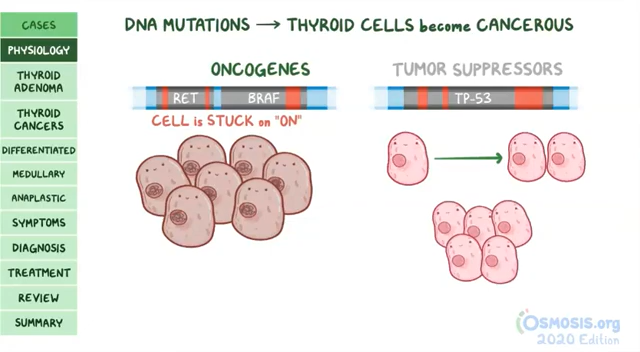 CASES
PHYSIOLOGY
THYROID
ADENOMA
THYROID
CANCERS
DIFFERENTIATED
MEDULLARY
ANAPLASTIC
SYMPTOMS
DIAGNOSIS
TREATMENT
REVIEW
SUMMARY
DNA MUTATIONS → THYROID CELLS become CANCEROUS
ONCOGENES
RET BRAF
CELL is STUCK on "ON"
TUMOR SUPPRESSORS
TP-53
OSMOSIS.org
2020 Edition